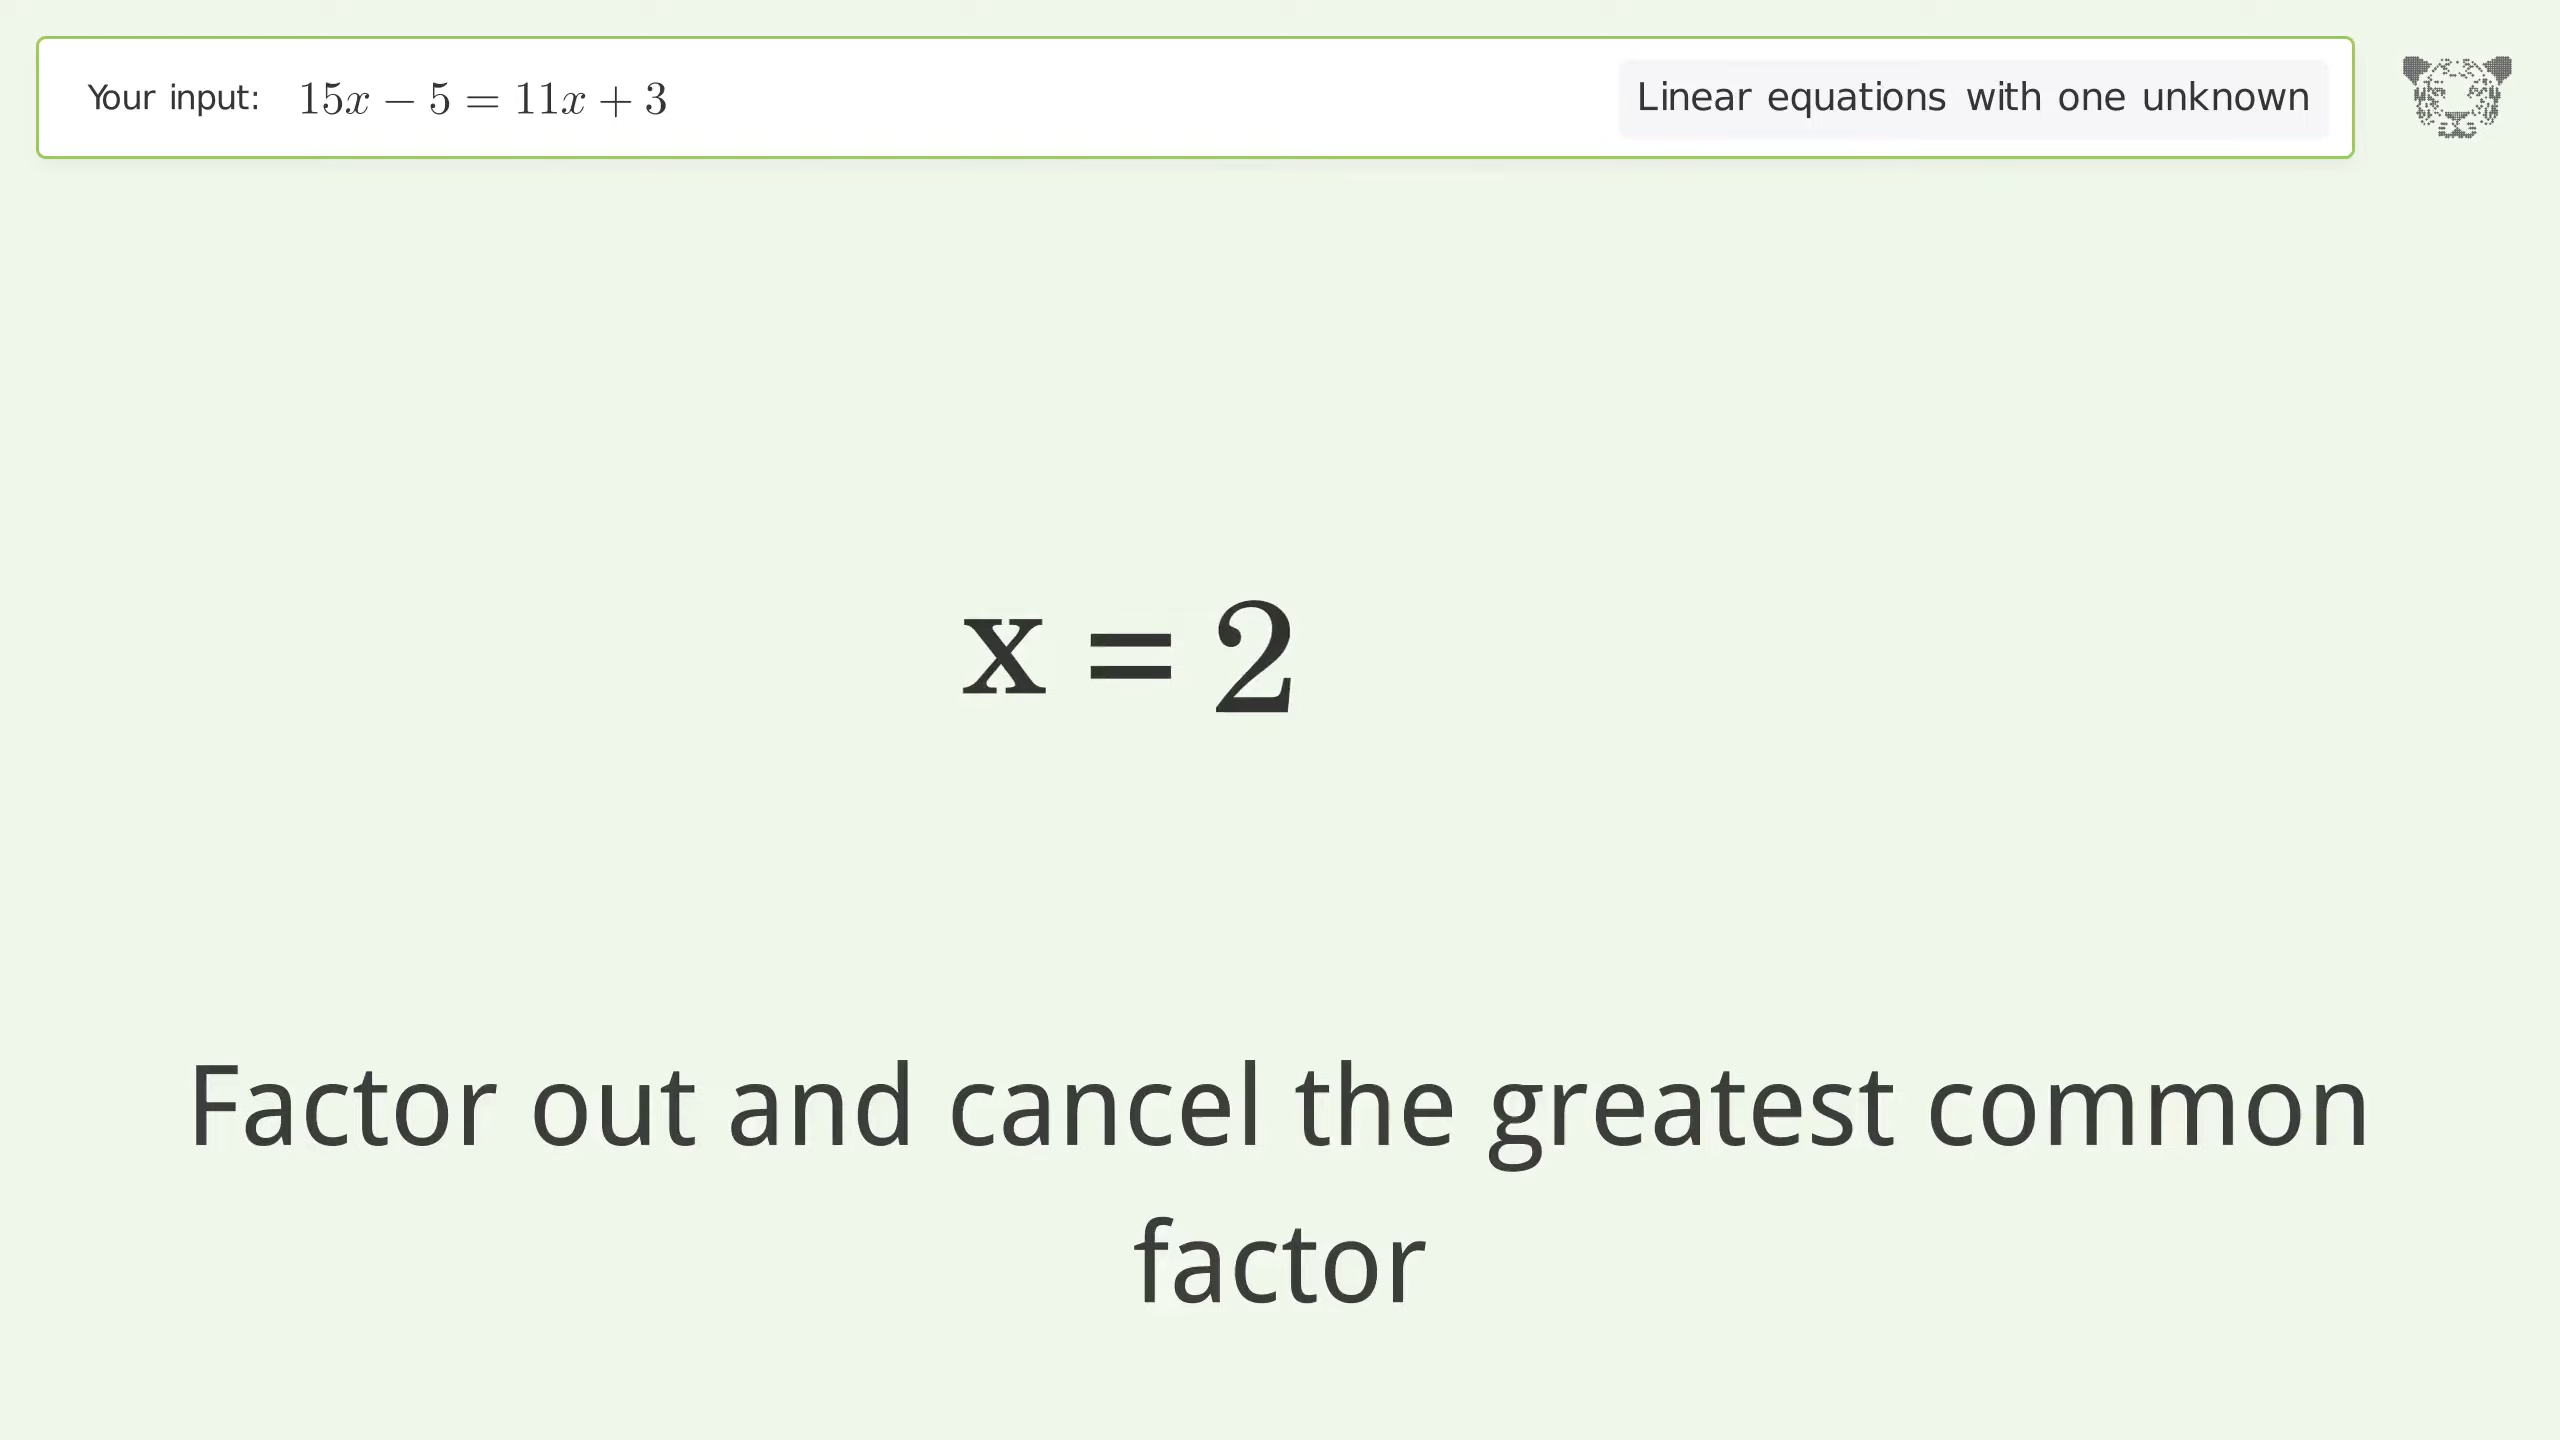 Your input: 15x − 5 = 11x + 3
Linear equations with one unknown
x = 2
Factor out and cancel the greatest common
factor